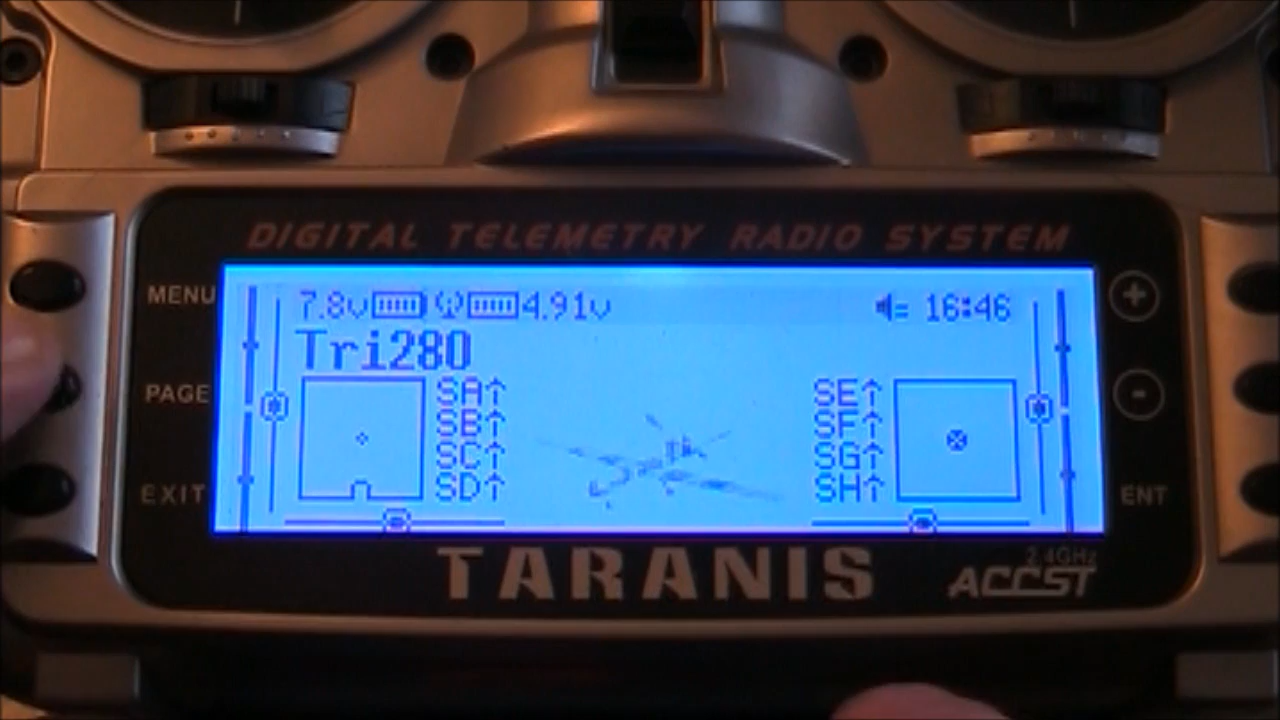 DIGITAL TELEMETRY RADIO SYSTEM
MENU
PAGE
EXIT
7.8v 4.91v 16:46
Tri280
SA↑ SE↑
SB↑ SF↑
SC↑ SG↑
SD↑ SH↑
+
-
ENT
TARANIS
2.4GHz
ACCST